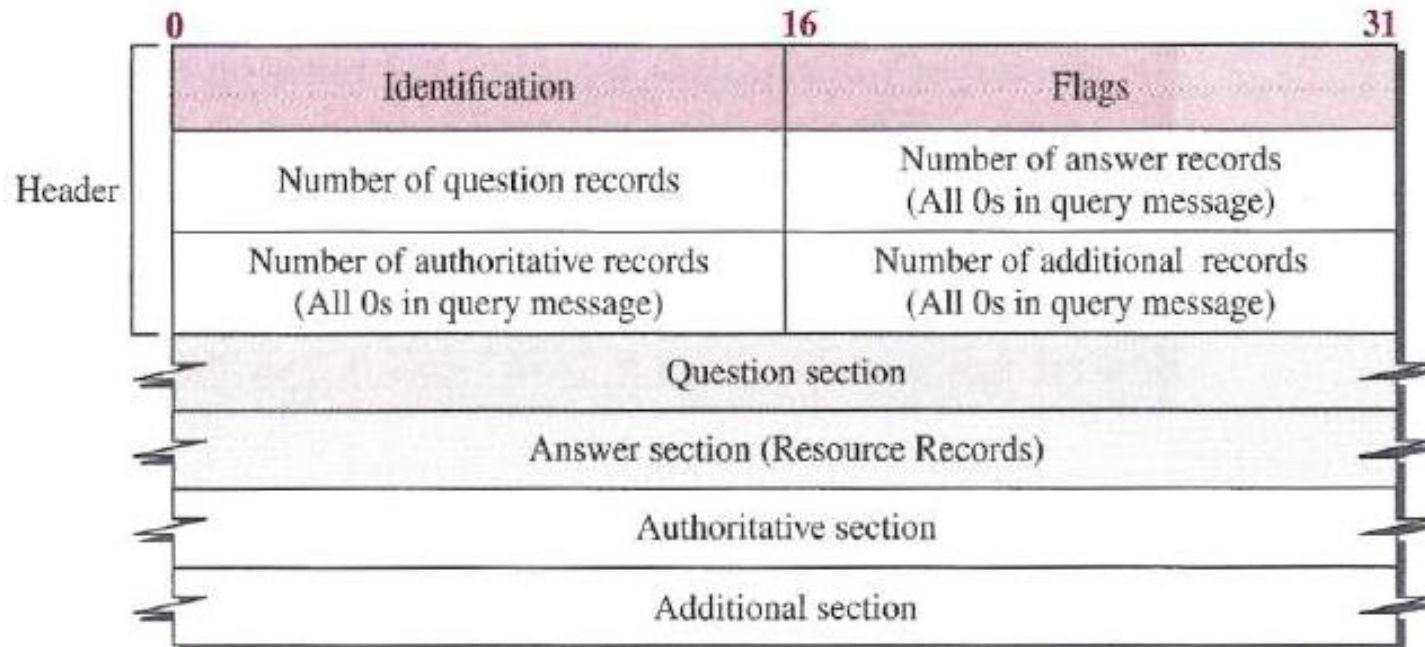 0 16 31
Identification Flags
Header
Number of question records
Number of answer records
(All 0s in query message)
Number of authoritative records
(All 0s in query message)
Number of additional records
(All 0s in query message)
Question section
Answer section (Resource Records)
Authoritative section
Additional section